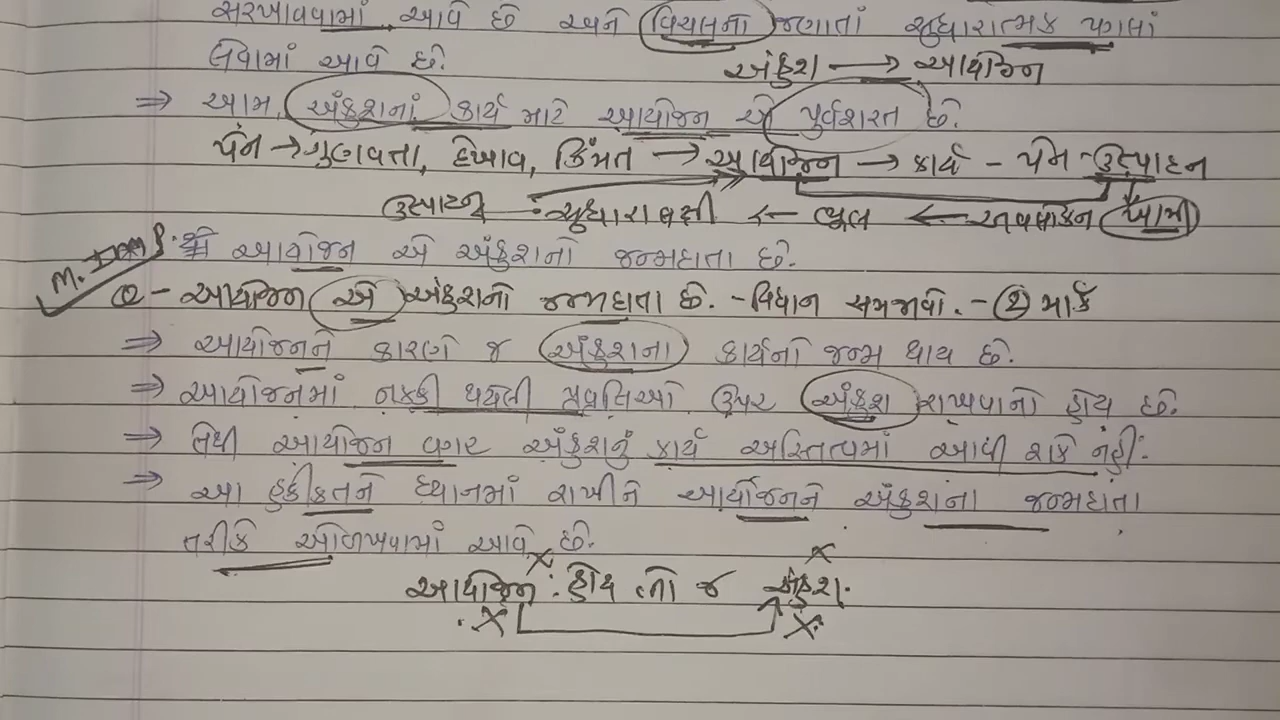 સરખાવવામાં આવે છે અને વિચલનો જણાતાં સુધારાત્મક પગલાં
લેવામાં આવે છે.
અંકુશ → આયોજન
⇒ આમ, અંકુશનાં કાર્ય માટે આયોજન એ પુર્વશરત છે.
પેન → ગુણવત્તા, દેખાવ, કિંમત → આયોજન → કાર્ય - પેન - ઉત્પાદન
ઉત્પાદન સુધારાલક્ષી ← ભૂલ ← અવલોકન ખામી
M. IMP. આયોજન એ અંકુશનો જન્મદાતા છે.
Q - આયોજન એ અંકુશનો જન્મદાતા છે. - વિધાન સમજાવો. - ② માર્ક
⇒ આયોજનને કારણે જ અંકુશના કાર્યનો જન્મ થાય છે.
⇒ આયોજનમાં નક્કી થયેલી પ્રવૃત્તિઓ ઉપર અંકુશ રાખવાનો હોય છે.
⇒ તેથી આયોજન વગર અંકુશનું કાર્ય અસ્તિત્વમાં આવી શકે નહીં.
⇒ આ હકીકતને ધ્યાનમાં રાખીને આયોજનને અંકુશના જન્મદાતા
તરીકે ઓળખવામાં આવે છે.
આયોજન હોય તો જ અંકુશ.